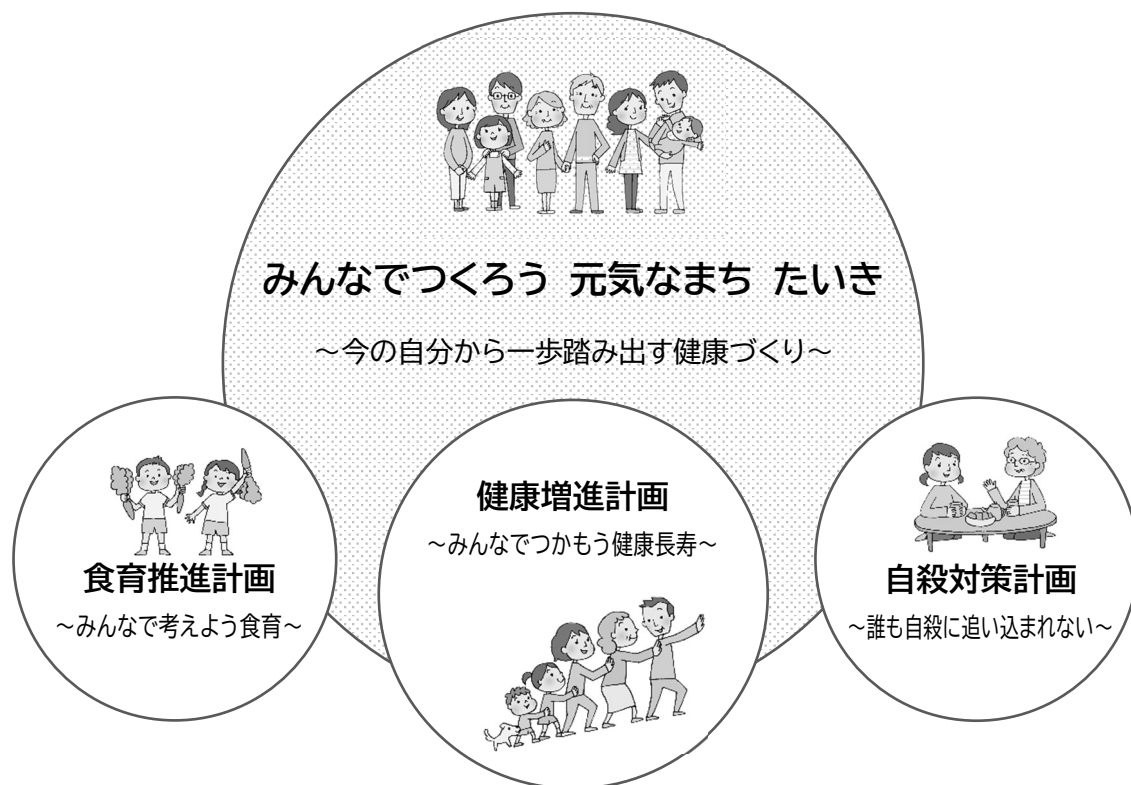 みんなでつくろう 元気なまち たいき
～今の自分から一歩踏み出す健康づくり～
食育推進計画
～みんなで考えよう食育～
健康増進計画
～みんなでつかもう健康長寿～
自殺対策計画
～誰も自殺に追い込まれない～